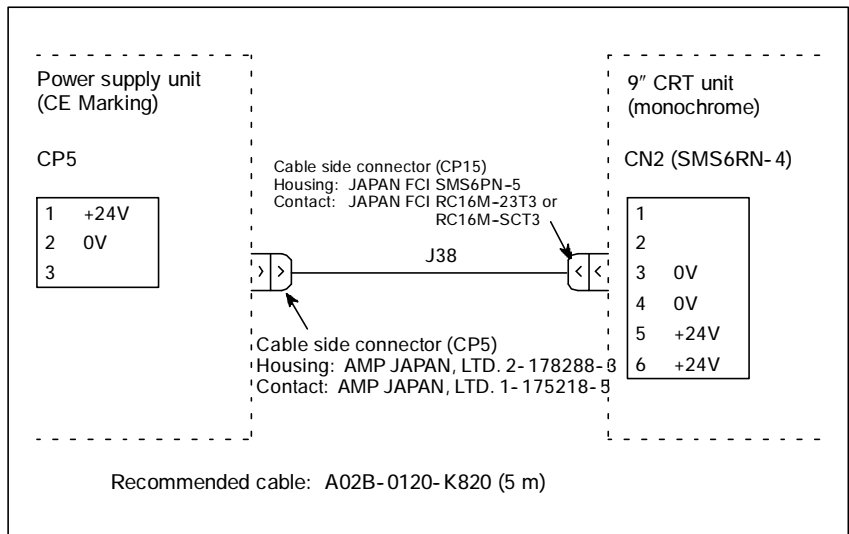 Power supply unit
(CE Marking)
CP5
1 +24V
2 0V
3
Cable side connector (CP15)
Housing: JAPAN FCI SMS6PN-5
Contact: JAPAN FCI RC16M-23T3 or
RC16M-SCT3
J38
Cable side connector (CP5)
Housing: AMP JAPAN, LTD. 2-178288-3
Contact: AMP JAPAN, LTD. 1-175218-5
9″ CRT unit
(monochrome)
CN2 (SMS6RN-4)
1
2
3 0V
4 0V
5 +24V
6 +24V
Recommended cable: A02B-0120-K820 (5 m)